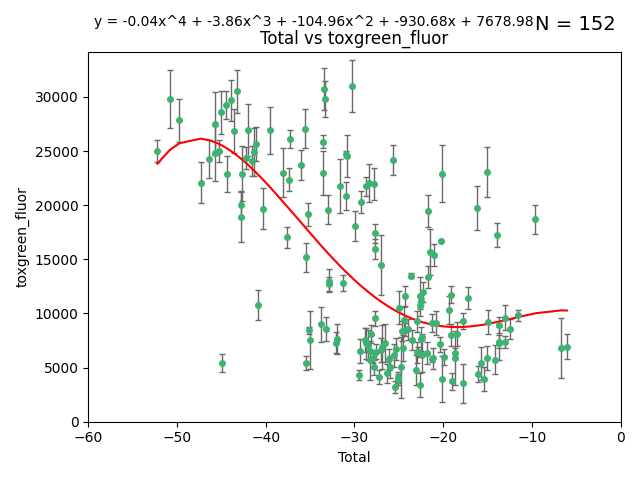 y = -0.04x^4 + -3.86x^3 + -104.96x^2 + -930.68x + 7678.98 N = 152
Total vs toxgreen_fluor
30000
25000
20000
15000
10000
5000
0
toxgreen_fluor
−60 −50 −40 −30 −20 −10 0
Total